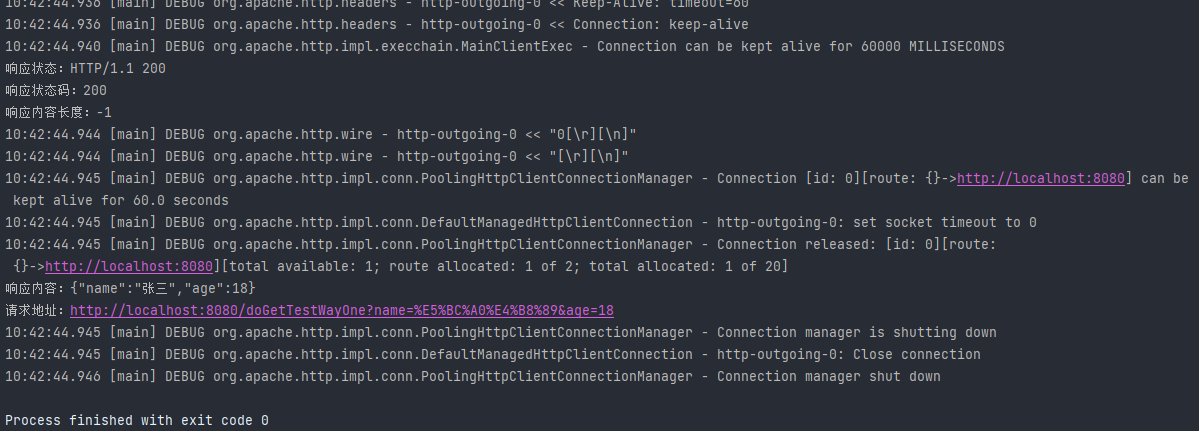 10:42:44.936 [main] DEBUG org.apache.http.headers - http-outgoing-0 << Keep-Alive: timeout=60
10:42:44.936 [main] DEBUG org.apache.http.headers - http-outgoing-0 << Connection: keep-alive
10:42:44.940 [main] DEBUG org.apache.http.impl.execchain.MainClientExec - Connection can be kept alive for 60000 MILLISECONDS
响应状态：HTTP/1.1 200
响应状态码：200
响应内容长度：-1
10:42:44.944 [main] DEBUG org.apache.http.wire - http-outgoing-0 << "0[\r][\n]"
10:42:44.944 [main] DEBUG org.apache.http.wire - http-outgoing-0 << "[\r][\n]"
10:42:44.945 [main] DEBUG org.apache.http.impl.conn.PoolingHttpClientConnectionManager - Connection [id: 0][route: {}->http://localhost:8080] can be
kept alive for 60.0 seconds
10:42:44.945 [main] DEBUG org.apache.http.impl.conn.DefaultManagedHttpClientConnection - http-outgoing-0: set socket timeout to 0
10:42:44.945 [main] DEBUG org.apache.http.impl.conn.PoolingHttpClientConnectionManager - Connection released: [id: 0][route:
{}->http://localhost:8080][total available: 1; route allocated: 1 of 2; total allocated: 1 of 20]
响应内容：{"name":"张三","age":18}
请求地址：http://localhost:8080/doGetTestWayOne?name=%E5%BC%A0%E4%B8%89&age=18
10:42:44.945 [main] DEBUG org.apache.http.impl.conn.PoolingHttpClientConnectionManager - Connection manager is shutting down
10:42:44.945 [main] DEBUG org.apache.http.impl.conn.DefaultManagedHttpClientConnection - http-outgoing-0: Close connection
10:42:44.946 [main] DEBUG org.apache.http.impl.conn.PoolingHttpClientConnectionManager - Connection manager shut down
Process finished with exit code 0